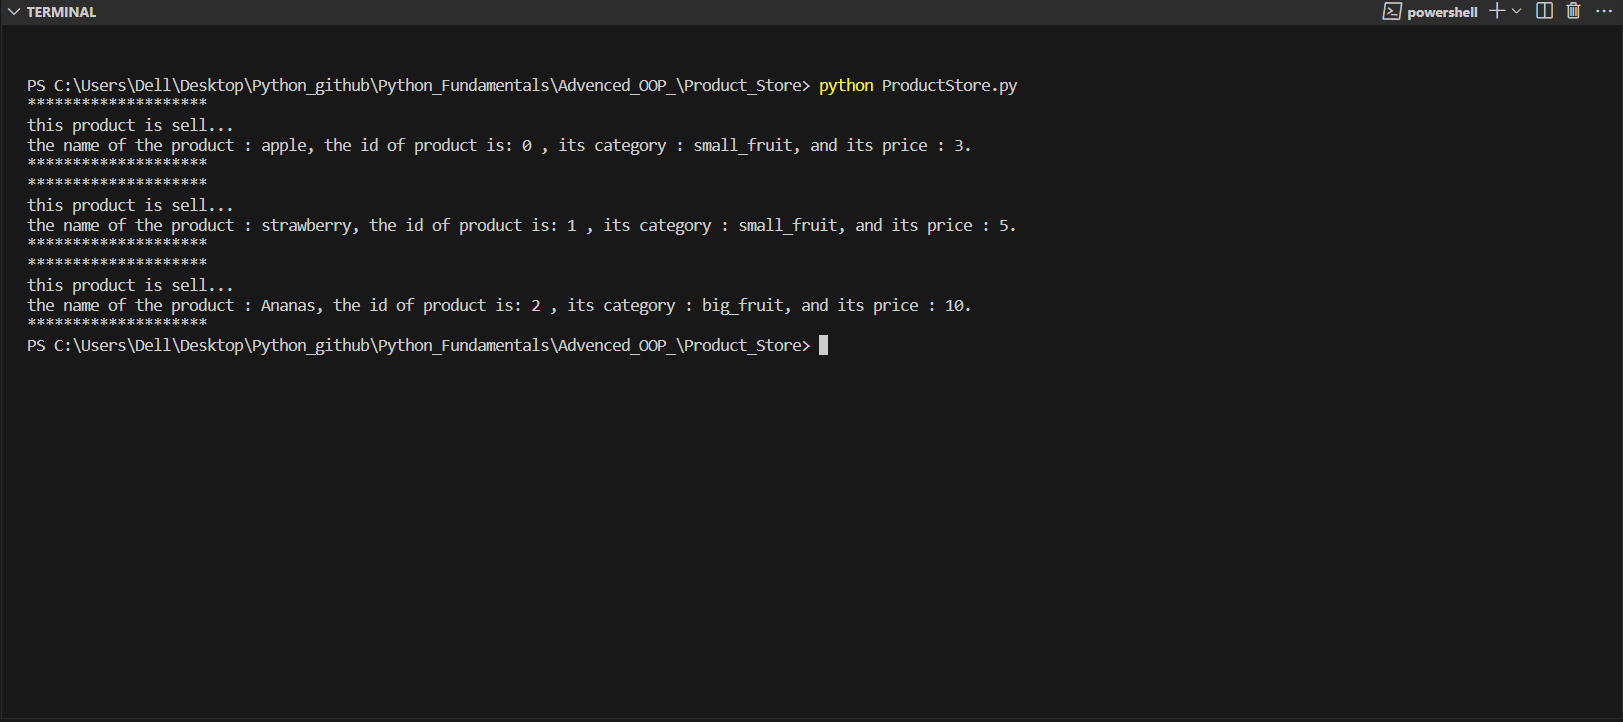 TERMINAL powershell
PS C:\Users\Dell\Desktop\Python_github\Python_Fundamentals\Advenced_OOP_\Product_Store> python ProductStore.py
********************
this product is sell...
the name of the product : apple, the id of product is: 0 , its category : small_fruit, and its price : 3.
********************
********************
this product is sell...
the name of the product : strawberry, the id of product is: 1 , its category : small_fruit, and its price : 5.
********************
********************
this product is sell...
the name of the product : Ananas, the id of product is: 2 , its category : big_fruit, and its price : 10.
********************
PS C:\Users\Dell\Desktop\Python_github\Python_Fundamentals\Advenced_OOP_\Product_Store>